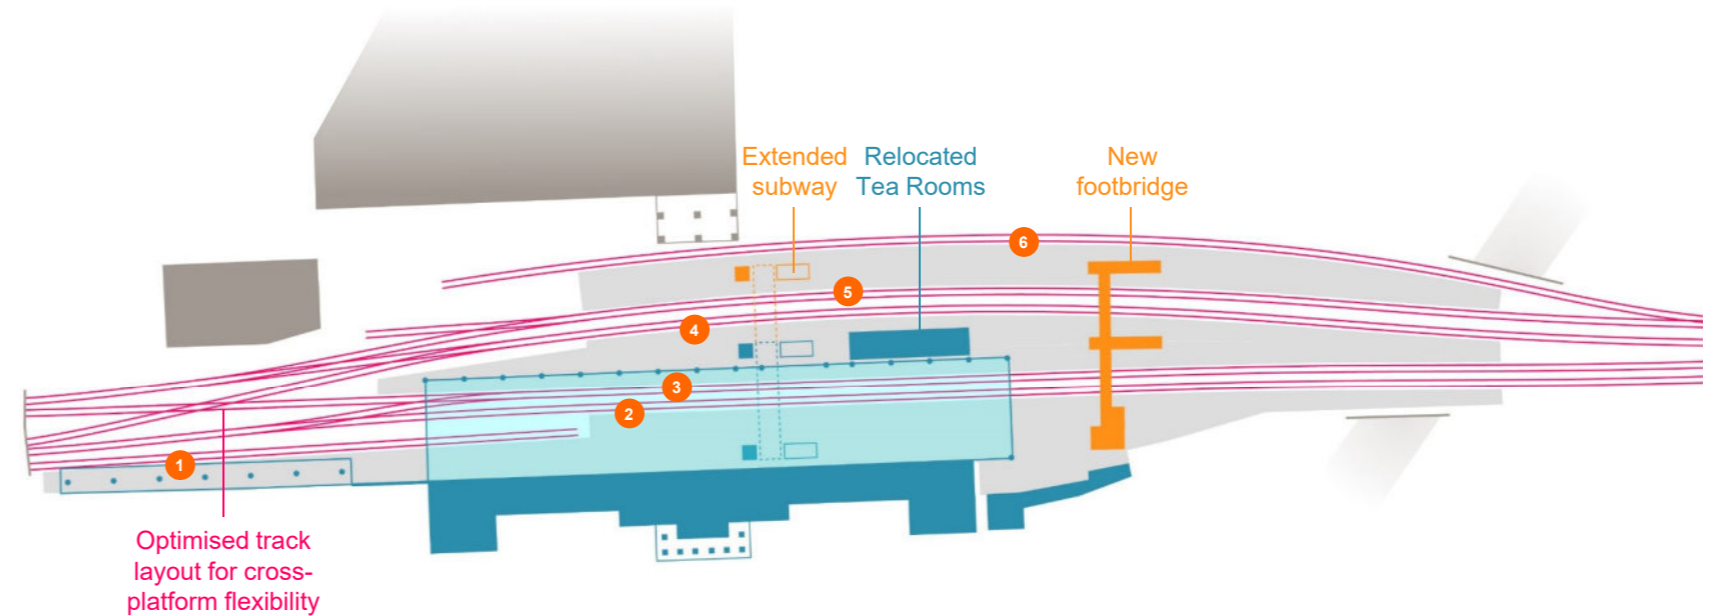 Extended
subway
Relocated
Tea Rooms
New
footbridge
6
5
4
3
2
1
Optimised track
layout for cross-
platform flexibility